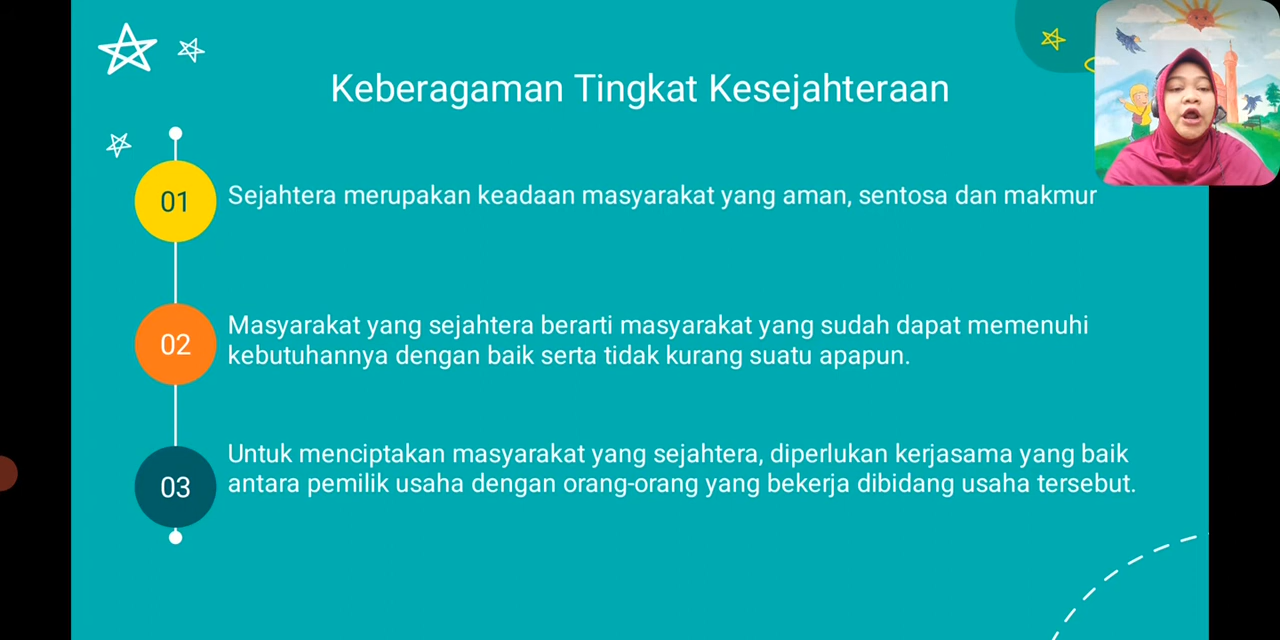 Keberagaman Tingkat Kesejahteraan
01
Sejahtera merupakan keadaan masyarakat yang aman, sentosa dan makmur
02
Masyarakat yang sejahtera berarti masyarakat yang sudah dapat memenuhi
kebutuhannya dengan baik serta tidak kurang suatu apapun.
03
Untuk menciptakan masyarakat yang sejahtera, diperlukan kerjasama yang baik
antara pemilik usaha dengan orang-orang yang bekerja dibidang usaha tersebut.